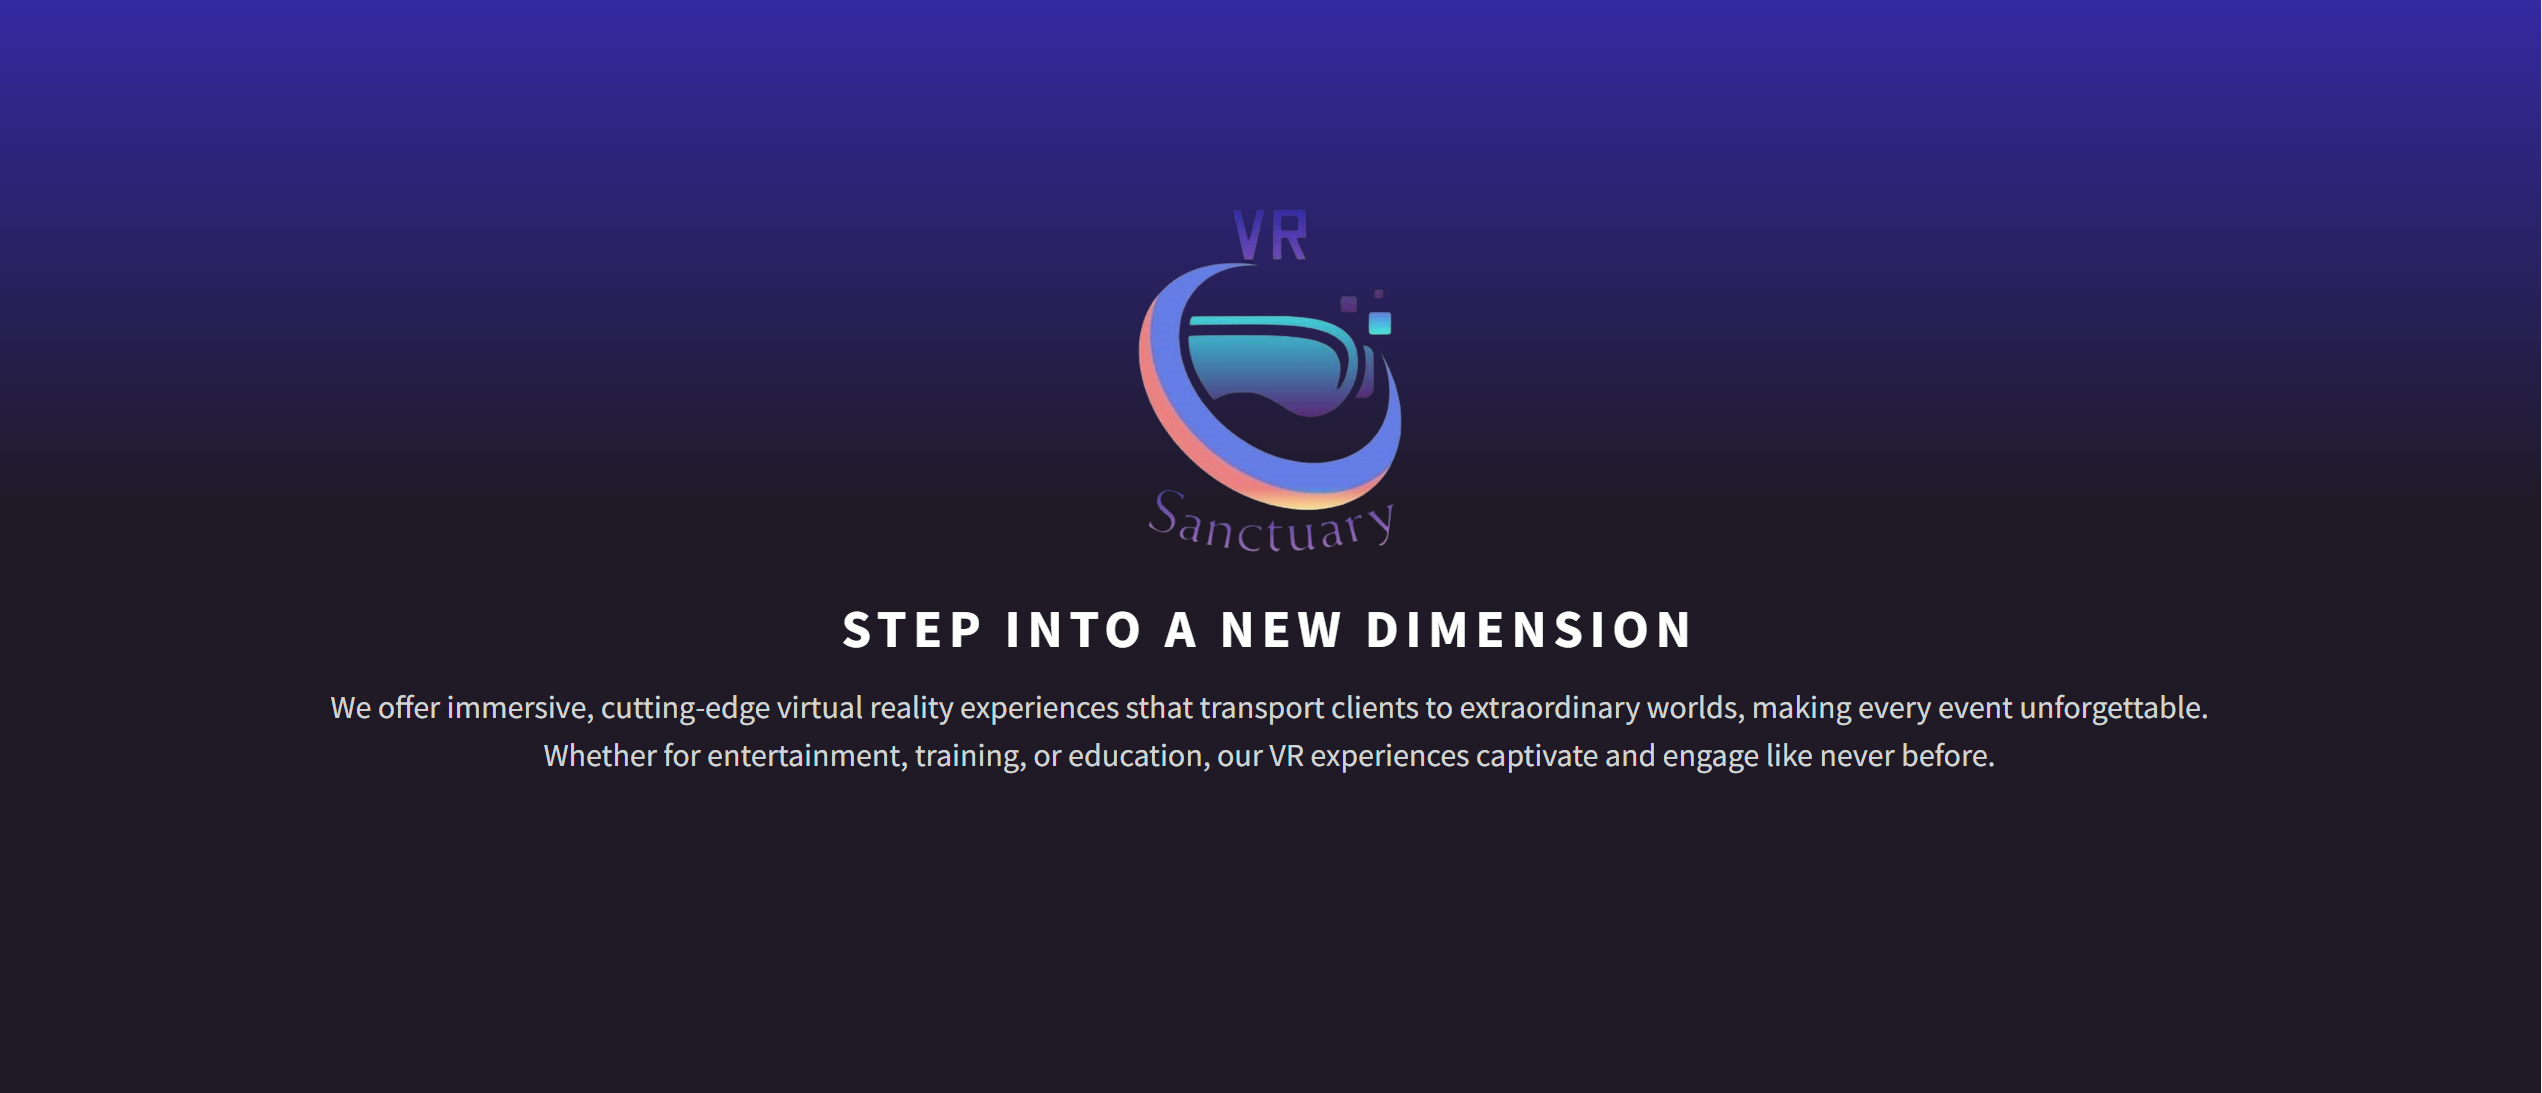 VR
Sanctuary
STEP INTO A NEW DIMENSION
We offer immersive, cutting-edge virtual reality experiences sthat transport clients to extraordinary worlds, making every event unforgettable.
Whether for entertainment, training, or education, our VR experiences captivate and engage like never before.